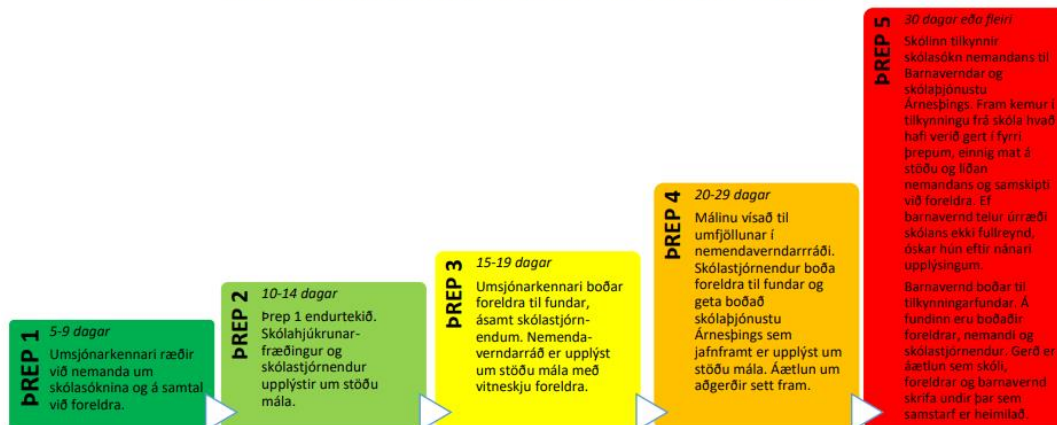 ÞREP 1
5-9 dagar
Umsjónarkennari ræðir
við nemanda um
skólasóknina og á samtal
við foreldra.
ÞREP 2
10-14 dagar
Þrep 1 endurtekið.
Skólahjúkrunar-
fræðingur og
skólastjórnendur
upplýstir um stöðu
mála.
ÞREP 3
15-19 dagar
Umsjónarkennari boðar
foreldra til fundar,
ásamt skólastjórn-
endum. Nemenda-
verndarráð er upplýst
um stöðu mála með
vitneskju foreldra.
ÞREP 4
20-29 dagar
Málinu vísað til
umfjöllunar í
nemendaverndarráði.
Skólastjórnendur boða
foreldra til fundar og
geta boðað
skólaþjónustu
Árnesþings sem
jafnframt er upplýst um
stöðu mála. Áætlun um
aðgerðir sett fram.
ÞREP 5
30 dagar eða fleiri
Skólinn tilkynnir
skólasókn nemandans til
Barnaverndar og
skólaþjónustu
Árnesþings. Fram kemur í
tilkynningu frá skóla hvað
hafi verið gert í fyrri
þrepum, einnig mat á
stöðu og líðan
nemandans og samskipti
við foreldra. Ef
barnavernd telur úrræði
skólans ekki fullreynd,
óskar hún eftir nánari
upplýsingum.
Barnavernd boðar til
tilkynningarfundar. Á
fundinn eru boðaðir
foreldrar, nemandi og
skólastjórnendur. Gerð er
áætlun sem skóli,
foreldrar og barnavernd
skrifa undir þar sem
samstarf er heimilað.